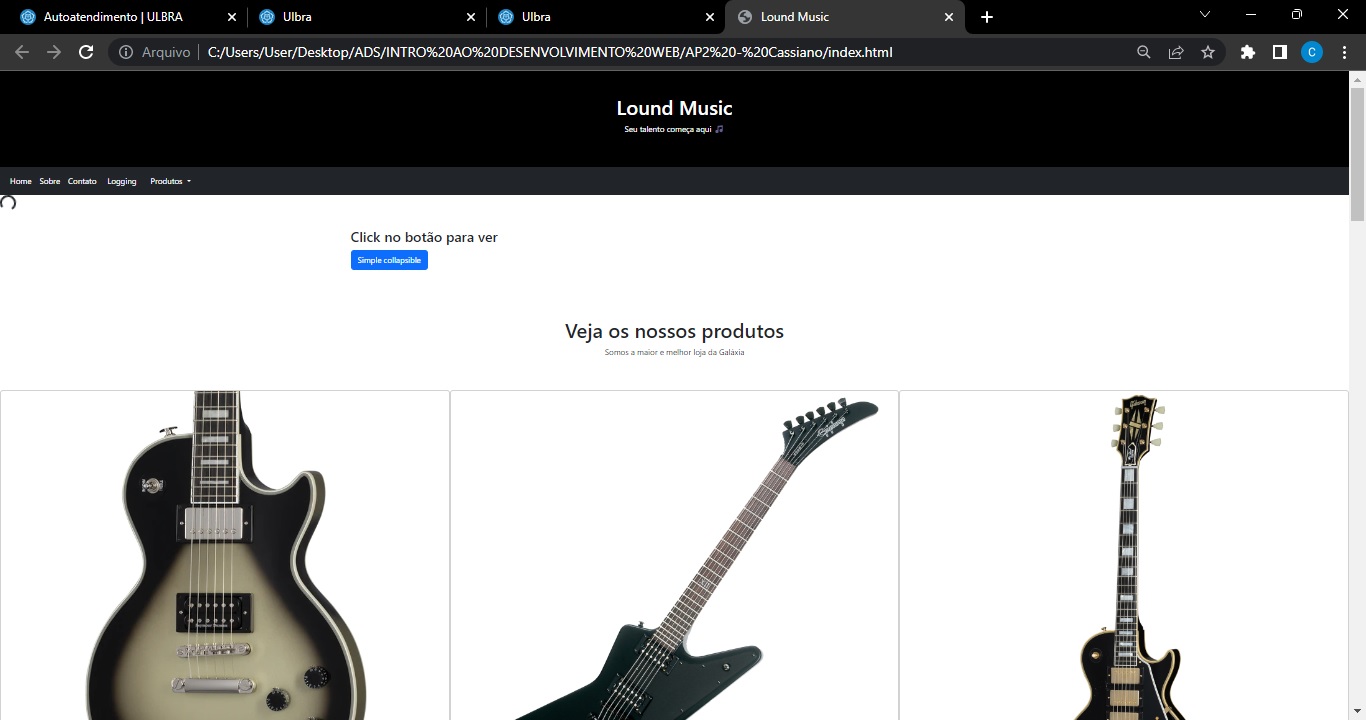 Autoatendimento | ULBRA
Ulbra
Ulbra
Lound Music
Arquivo
C:/Users/User/Desktop/ADS/INTRO%20AO%20DESENVOLVIMENTO%20WEB/AP2%20-%20Cassiano/index.html
C
Lound Music
Seu talento começa aqui 🎵
Home Sobre Contato Logging Produtos
Click no botão para ver
Simple collapsible
Veja os nossos produtos
Somos a maior e melhor loja da Galáxia
Gibson